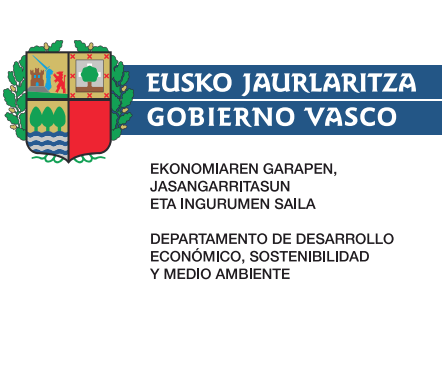 EUSKO JAURLARITZA
GOBIERNO VASCO
EKONOMIAREN GARAPEN,
JASANGARRITASUN
ETA INGURUMEN SAILA
DEPARTAMENTO DE DESARROLLO
ECONÓMICO, SOSTENIBILIDAD
Y MEDIO AMBIENTE